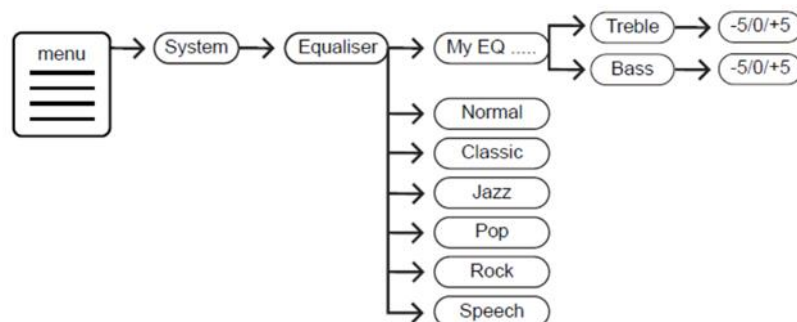 menu
System
Equaliser
My EQ .....
Treble
-5/0/+5
Bass
-5/0/+5
Normal
Classic
Jazz
Pop
Rock
Speech